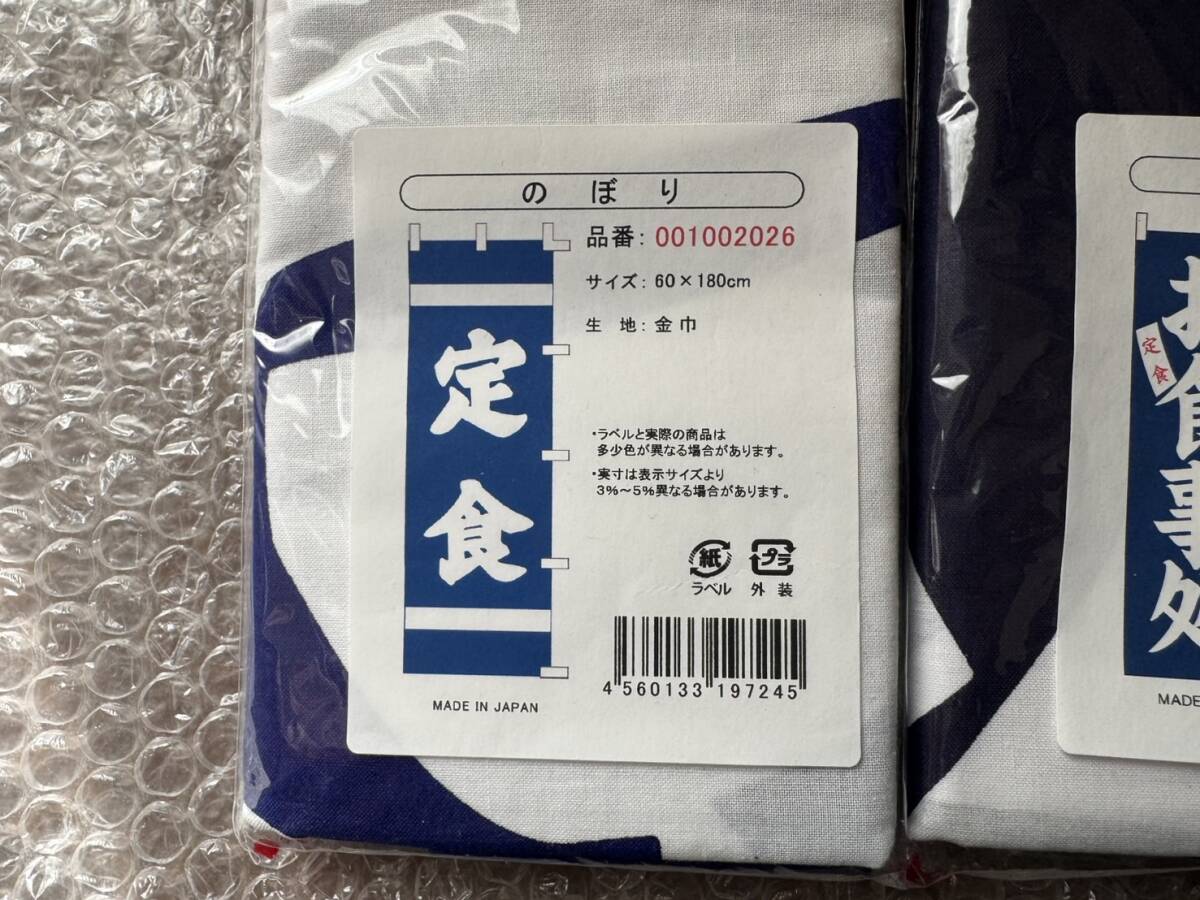 のぼり
品番: 001002026
サイズ: 60×180cm
生 地: 金巾
定食
・ラベルと実際の商品は
多少色が異なる場合があります。
・実寸は表示サイズより
3%～5%異なる場合があります。
紙
プラ
ラベル
外 装
4 560133 197245
MADE IN JAPAN
定食
お食事処
MADE